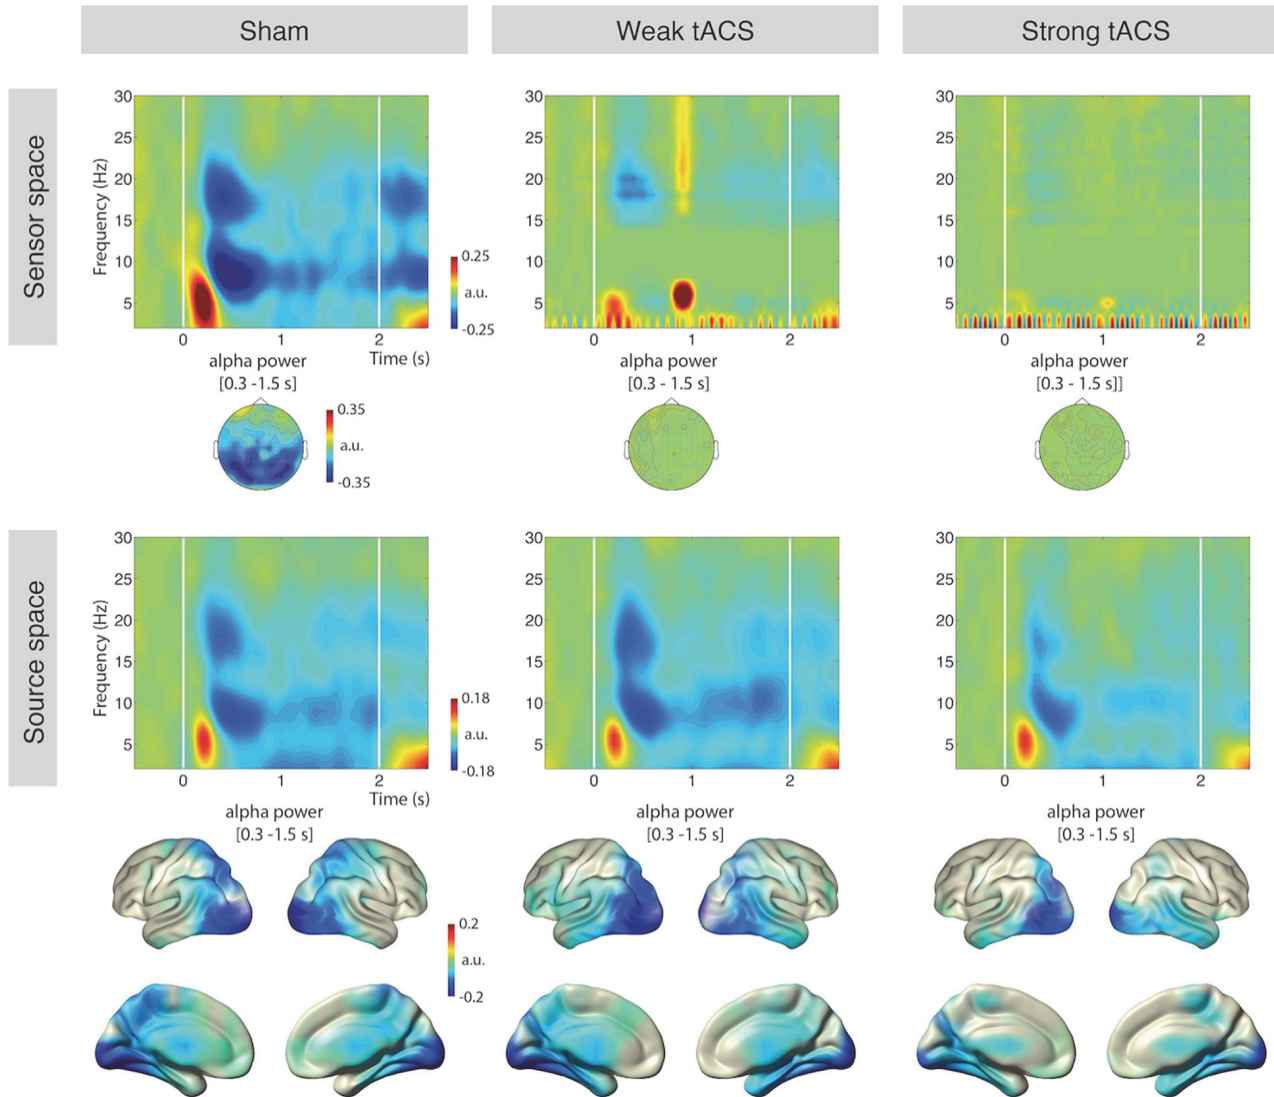 Sham
Weak tACS
Strong tACS
Sensor space
Frequency (Hz)
30
25
20
15
10
5
0
1
2
Time (s)
0.25
a.u.
-0.25
30
25
20
15
10
5
0
1
2
30
25
20
15
10
5
0
1
2
alpha power
[0.3 -1.5 s]
0.35
a.u.
-0.35
alpha power
[0.3 - 1.5 s]
alpha power
[0.3 - 1.5 s]]
Source space
Frequency (Hz)
30
25
20
15
10
5
0
1
2
Time (s)
0.18
a.u.
-0.18
30
25
20
15
10
5
0
1
2
30
25
20
15
10
5
0
1
2
alpha power
[0.3 -1.5 s]
alpha power
[0.3 -1.5 s]
alpha power
[0.3 -1.5 s]
0.2
a.u.
-0.2